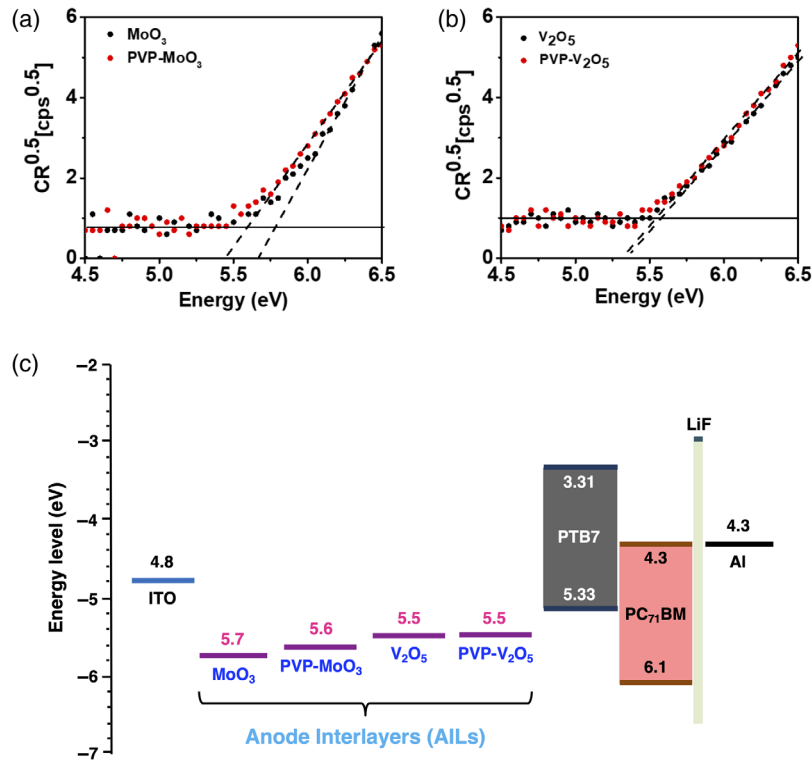 (a)
MoO₃
PVP-MoO₃
CR⁰·⁵[cps⁰·⁵]
6
4
2
0
4.5 5.0 5.5 6.0 6.5
Energy (eV)
(b)
V₂O₅
PVP-V₂O₅
CR⁰·⁵[cps⁰·⁵]
6
4
2
0
4.5 5.0 5.5 6.0 6.5
Energy (eV)
(c)
Energy level (eV)
−2
−3
−4
−5
−6
−7
4.8
ITO
5.7
MoO₃
5.6
PVP-MoO₃
5.5
V₂O₅
5.5
PVP-V₂O₅
Anode Interlayers (AILs)
3.31
PTB7
5.33
4.3
PC₇₁BM
6.1
LiF
4.3
Al